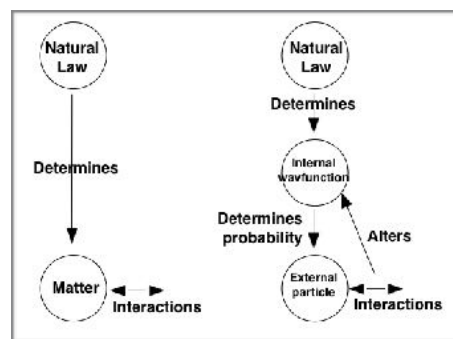 Natural
Law
Determines
Matter
Interactions
Natural
Law
Determines
Internal
wavfunction
Determines
probability
Alters
External
particle
Interactions